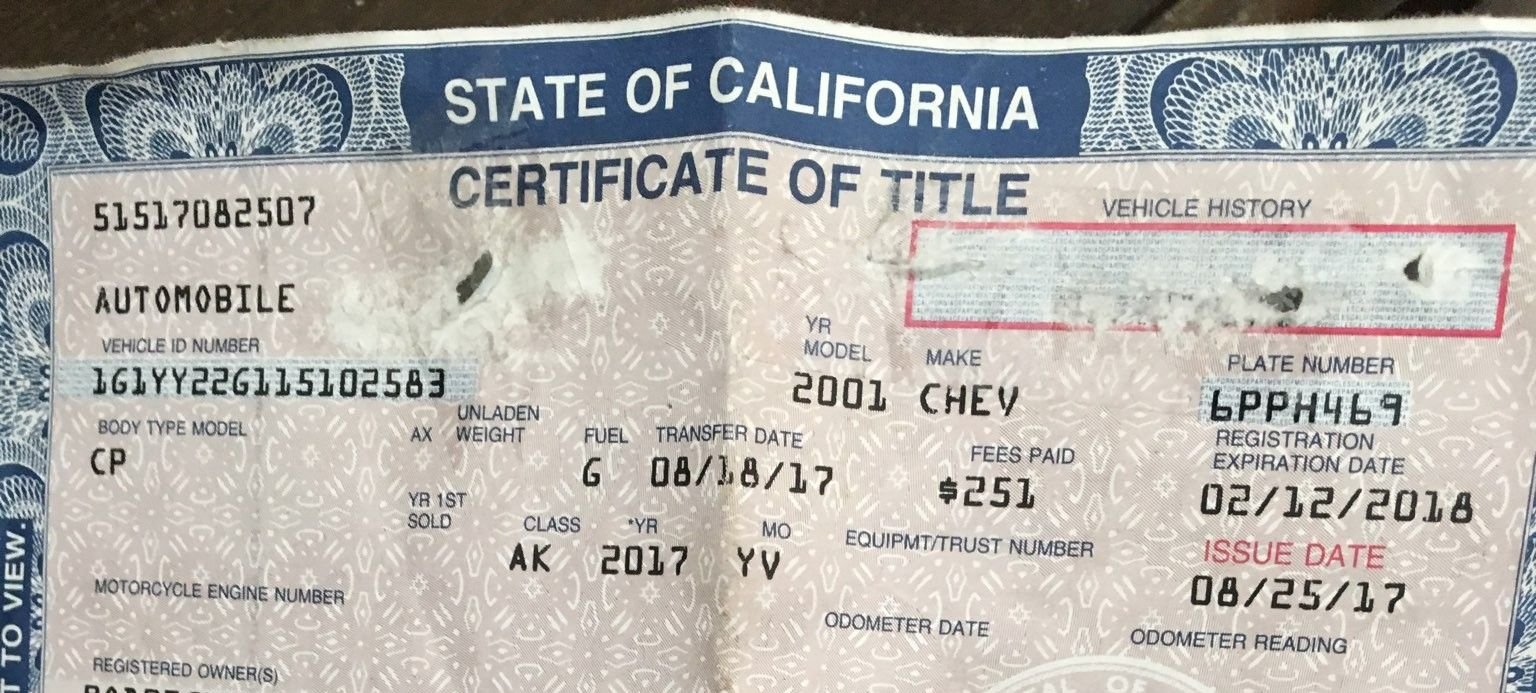 STATE OF CALIFORNIA
CERTIFICATE OF TITLE
51517082507
VEHICLE HISTORY
AUTOMOBILE
VEHICLE ID NUMBER
YR MODEL MAKE PLATE NUMBER
1G1YY22G115102583 2001 CHEV 6PPH469
BODY TYPE MODEL AX UNLADEN WEIGHT FUEL TRANSFER DATE FEES PAID REGISTRATION EXPIRATION DATE
CP G 08/18/17 $251 02/12/2018
YR 1ST SOLD CLASS *YR MO EQUIPMT/TRUST NUMBER ISSUE DATE
AK 2017 YV 08/25/17
MOTORCYCLE ENGINE NUMBER ODOMETER DATE ODOMETER READING
REGISTERED OWNER(S)
T TO VIEW.